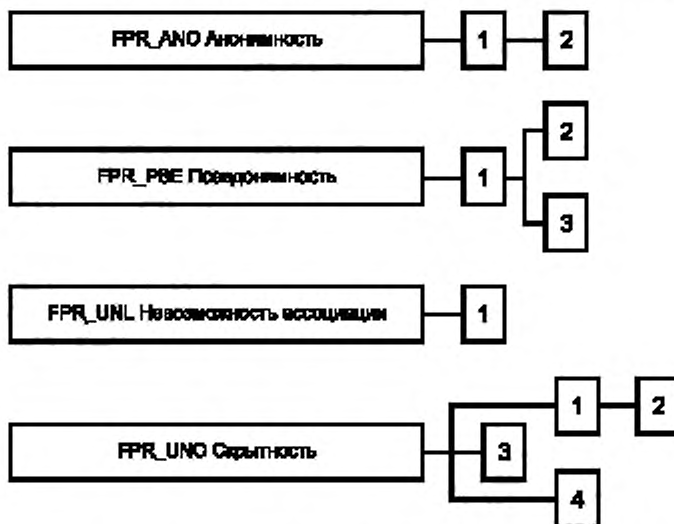 FPR_ANO Анонимность 1 2
2
FPR_PSE Псевдонимность 1
3
FPR_UNL Невозможность ассоциации 1
1 2
FPR_UNO Скрытность 3
4